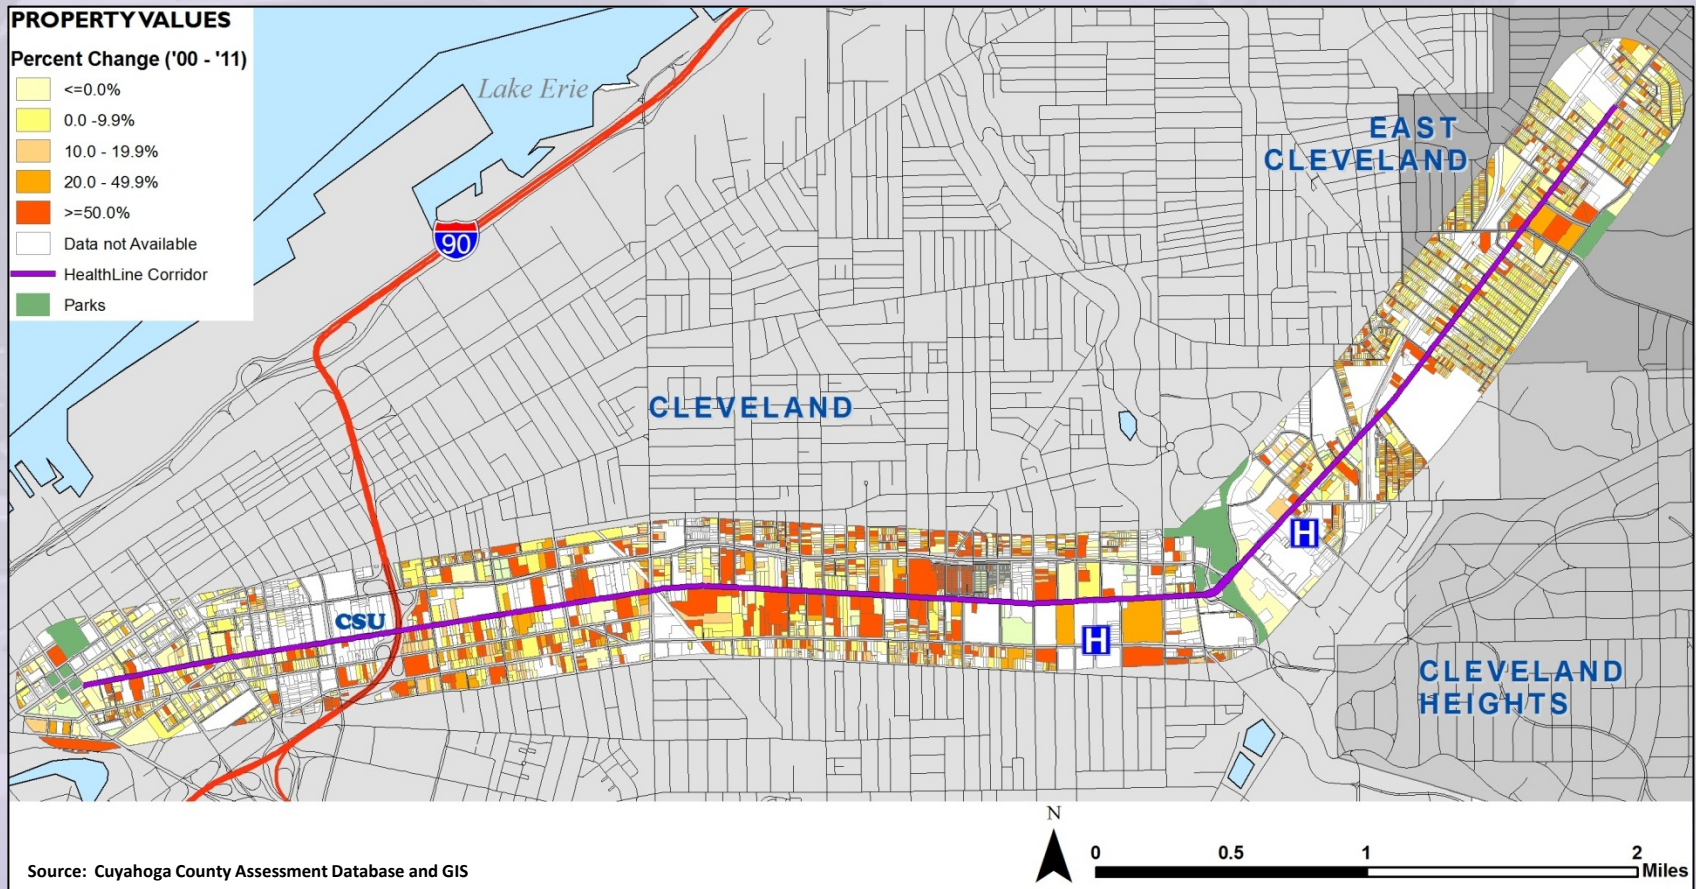 PROPERTY VALUES
Percent Change ('00 - '11)
<=0.0%
0.0 -9.9%
10.0 - 19.9%
20.0 - 49.9%
>=50.0%
Data not Available
HealthLine Corridor
Parks
Lake Erie
90
EAST
CLEVELAND
CLEVELAND
CSU
H
H
CLEVELAND
HEIGHTS
N
0 0.5 1 2
Miles
Source: Cuyahoga County Assessment Database and GIS